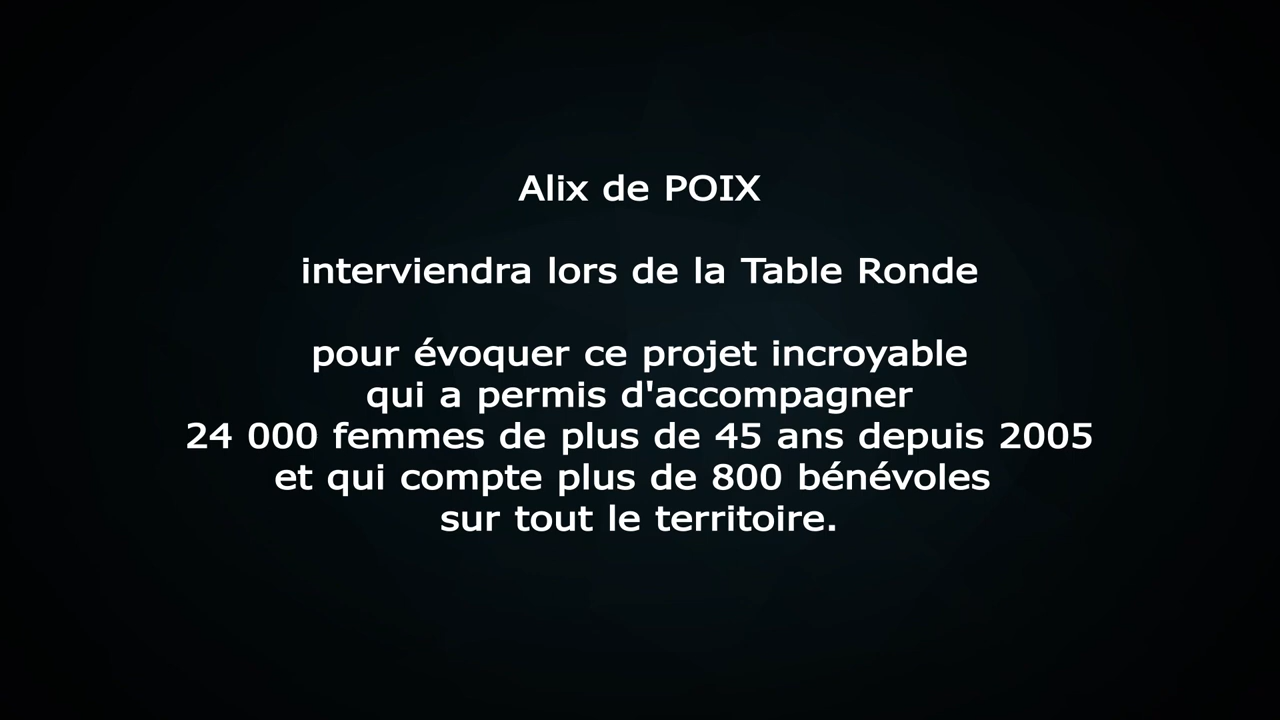 Alix de POIX
interviendra lors de la Table Ronde
pour évoquer ce projet incroyable
qui a permis d'accompagner
24 000 femmes de plus de 45 ans depuis 2005
et qui compte plus de 800 bénévoles
sur tout le territoire.